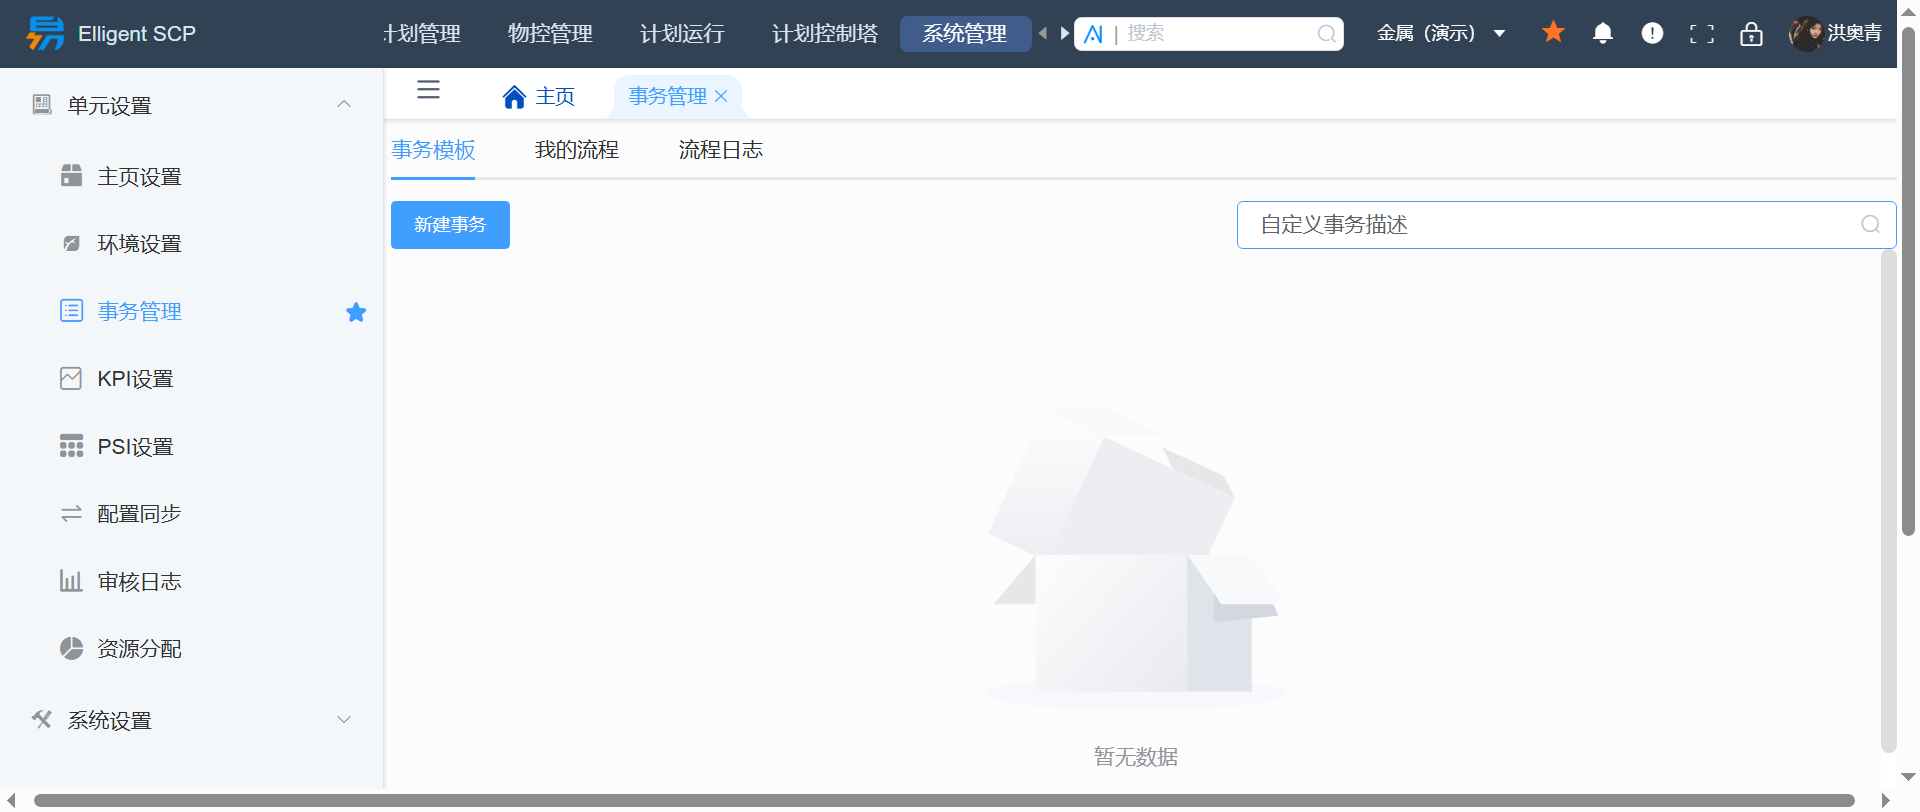 Elligent SCP
计划管理
物控管理
计划运行
计划控制塔
系统管理
AI | 搜索
金属（演示）
洪奥青
单元设置
主页设置
环境设置
事务管理
KPI设置
PSI设置
配置同步
审核日志
资源分配
系统设置
主页
事务管理
事务模板
我的流程
流程日志
新建事务
自定义事务描述
暂无数据